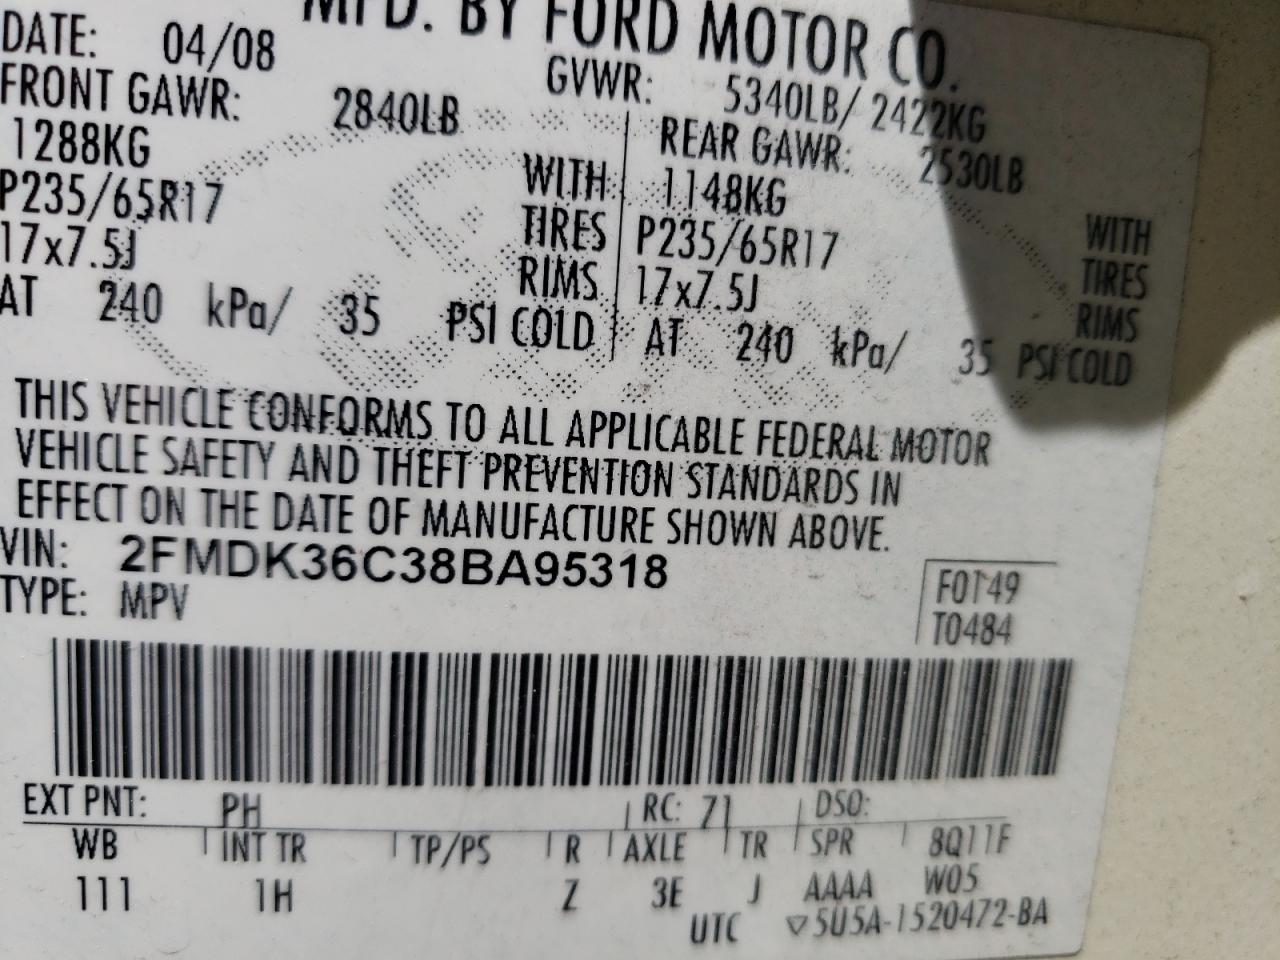 MFD. BY FORD MOTOR CO.
DATE: 04/08 GVWR: 5340LB/ 2422KG
FRONT GAWR: 2840LB REAR GAWR: 2530LB
1288KG WITH 1148KG WITH
P235/65R17 TIRES P235/65R17 TIRES
17x7.5J RIMS 17x7.5J RIMS
AT 240 kPa/ 35 PSI COLD AT 240 kPa/ 35 PSI COLD
THIS VEHICLE CONFORMS TO ALL APPLICABLE FEDERAL MOTOR
VEHICLE SAFETY AND THEFT PREVENTION STANDARDS IN
EFFECT ON THE DATE OF MANUFACTURE SHOWN ABOVE.
VIN: 2FMDK36C38BA95318
TYPE: MPV
F0149
T0484
EXT PNT: PH RC: 71 DSO:
WB INT TR TP/PS R AXLE TR SPR 8Q11F
111 1H Z 3E J AAAA W05
UTC ▽5U5A-1520472-BA